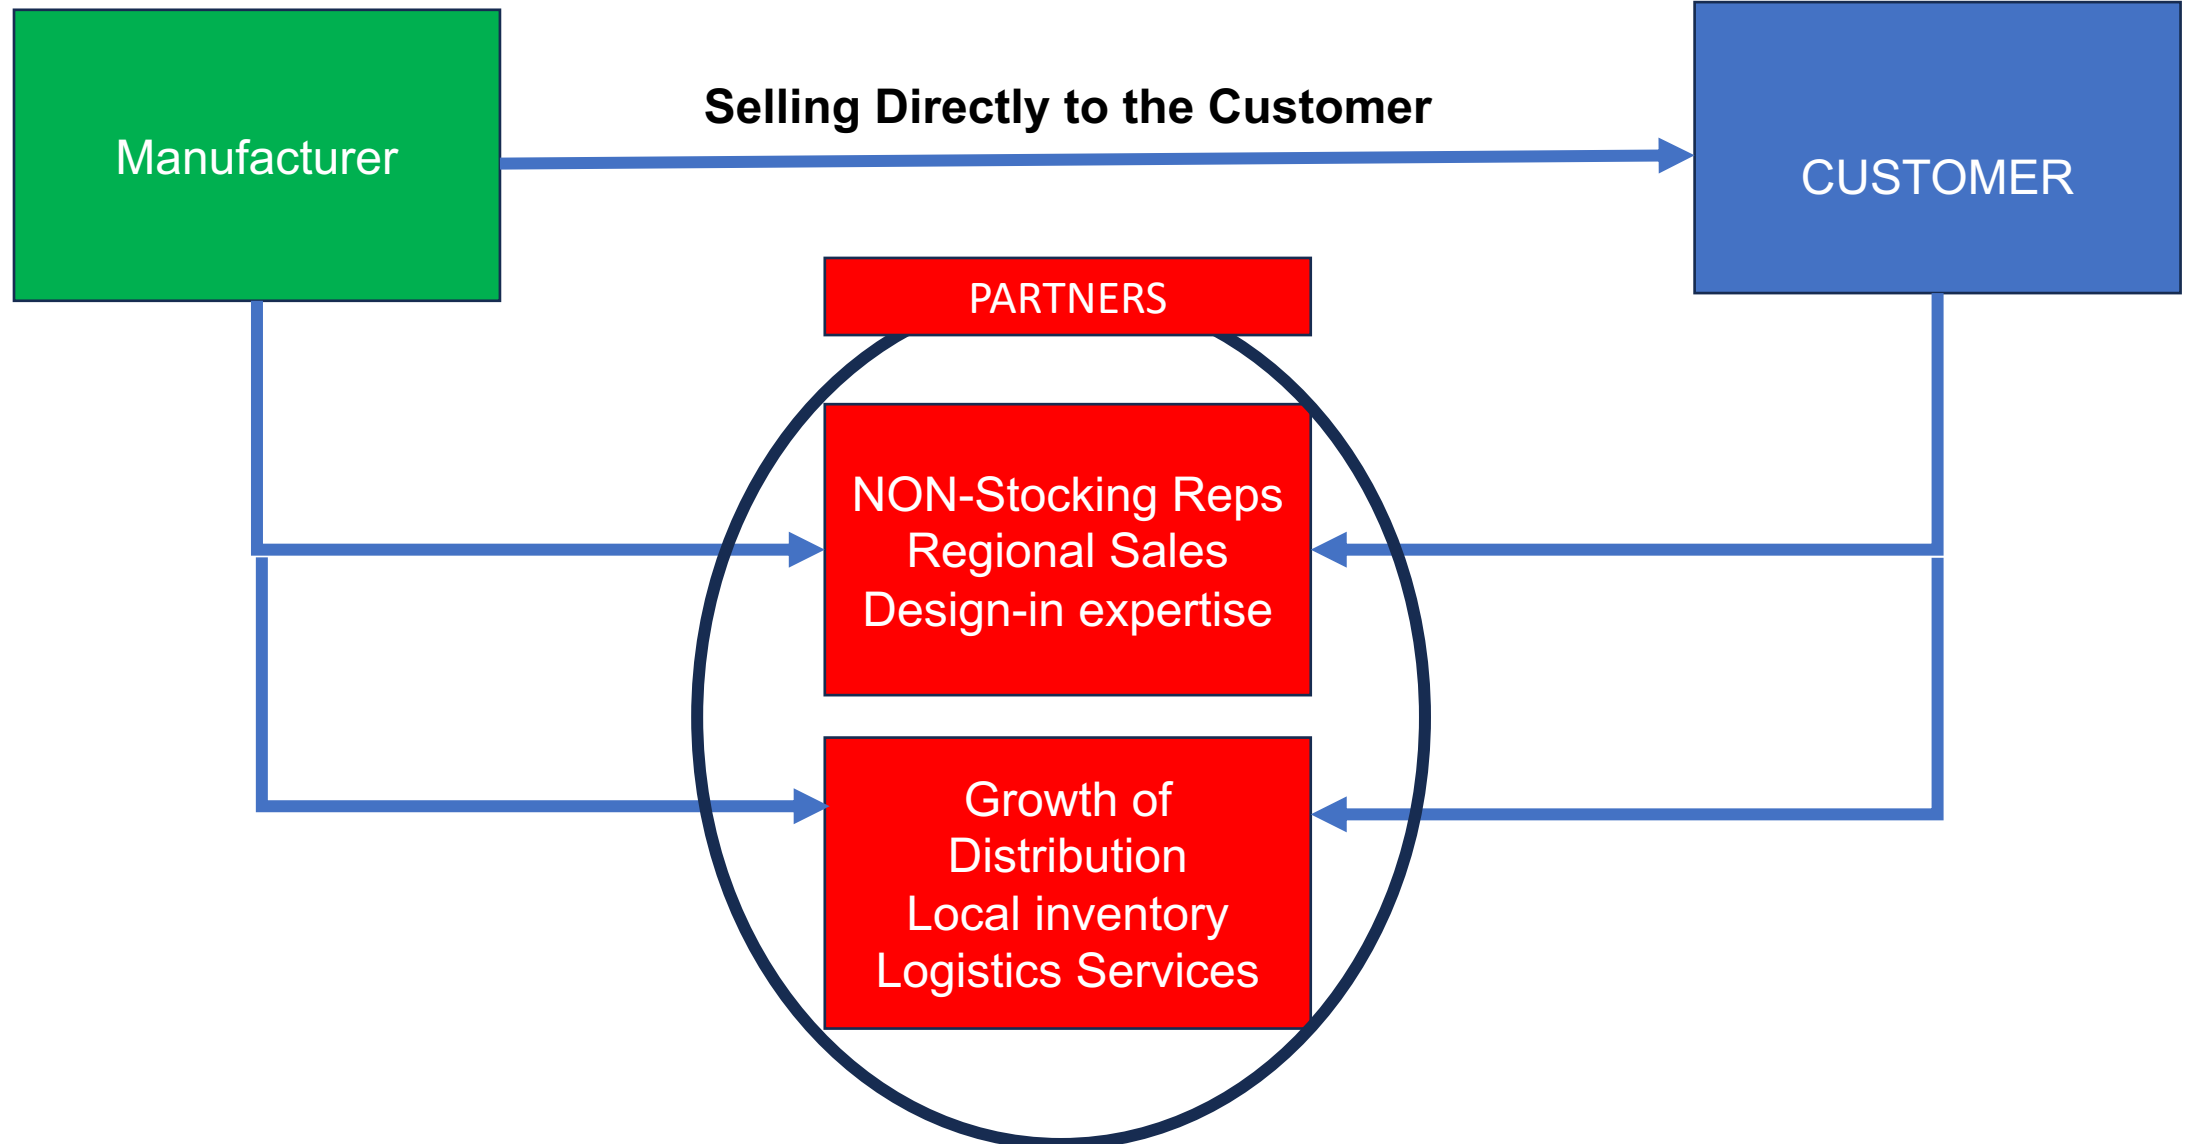 Selling Directly to the Customer
Manufacturer
CUSTOMER
PARTNERS
NON-Stocking Reps
Regional Sales
Design-in expertise
Growth of
Distribution
Local inventory
Logistics Services